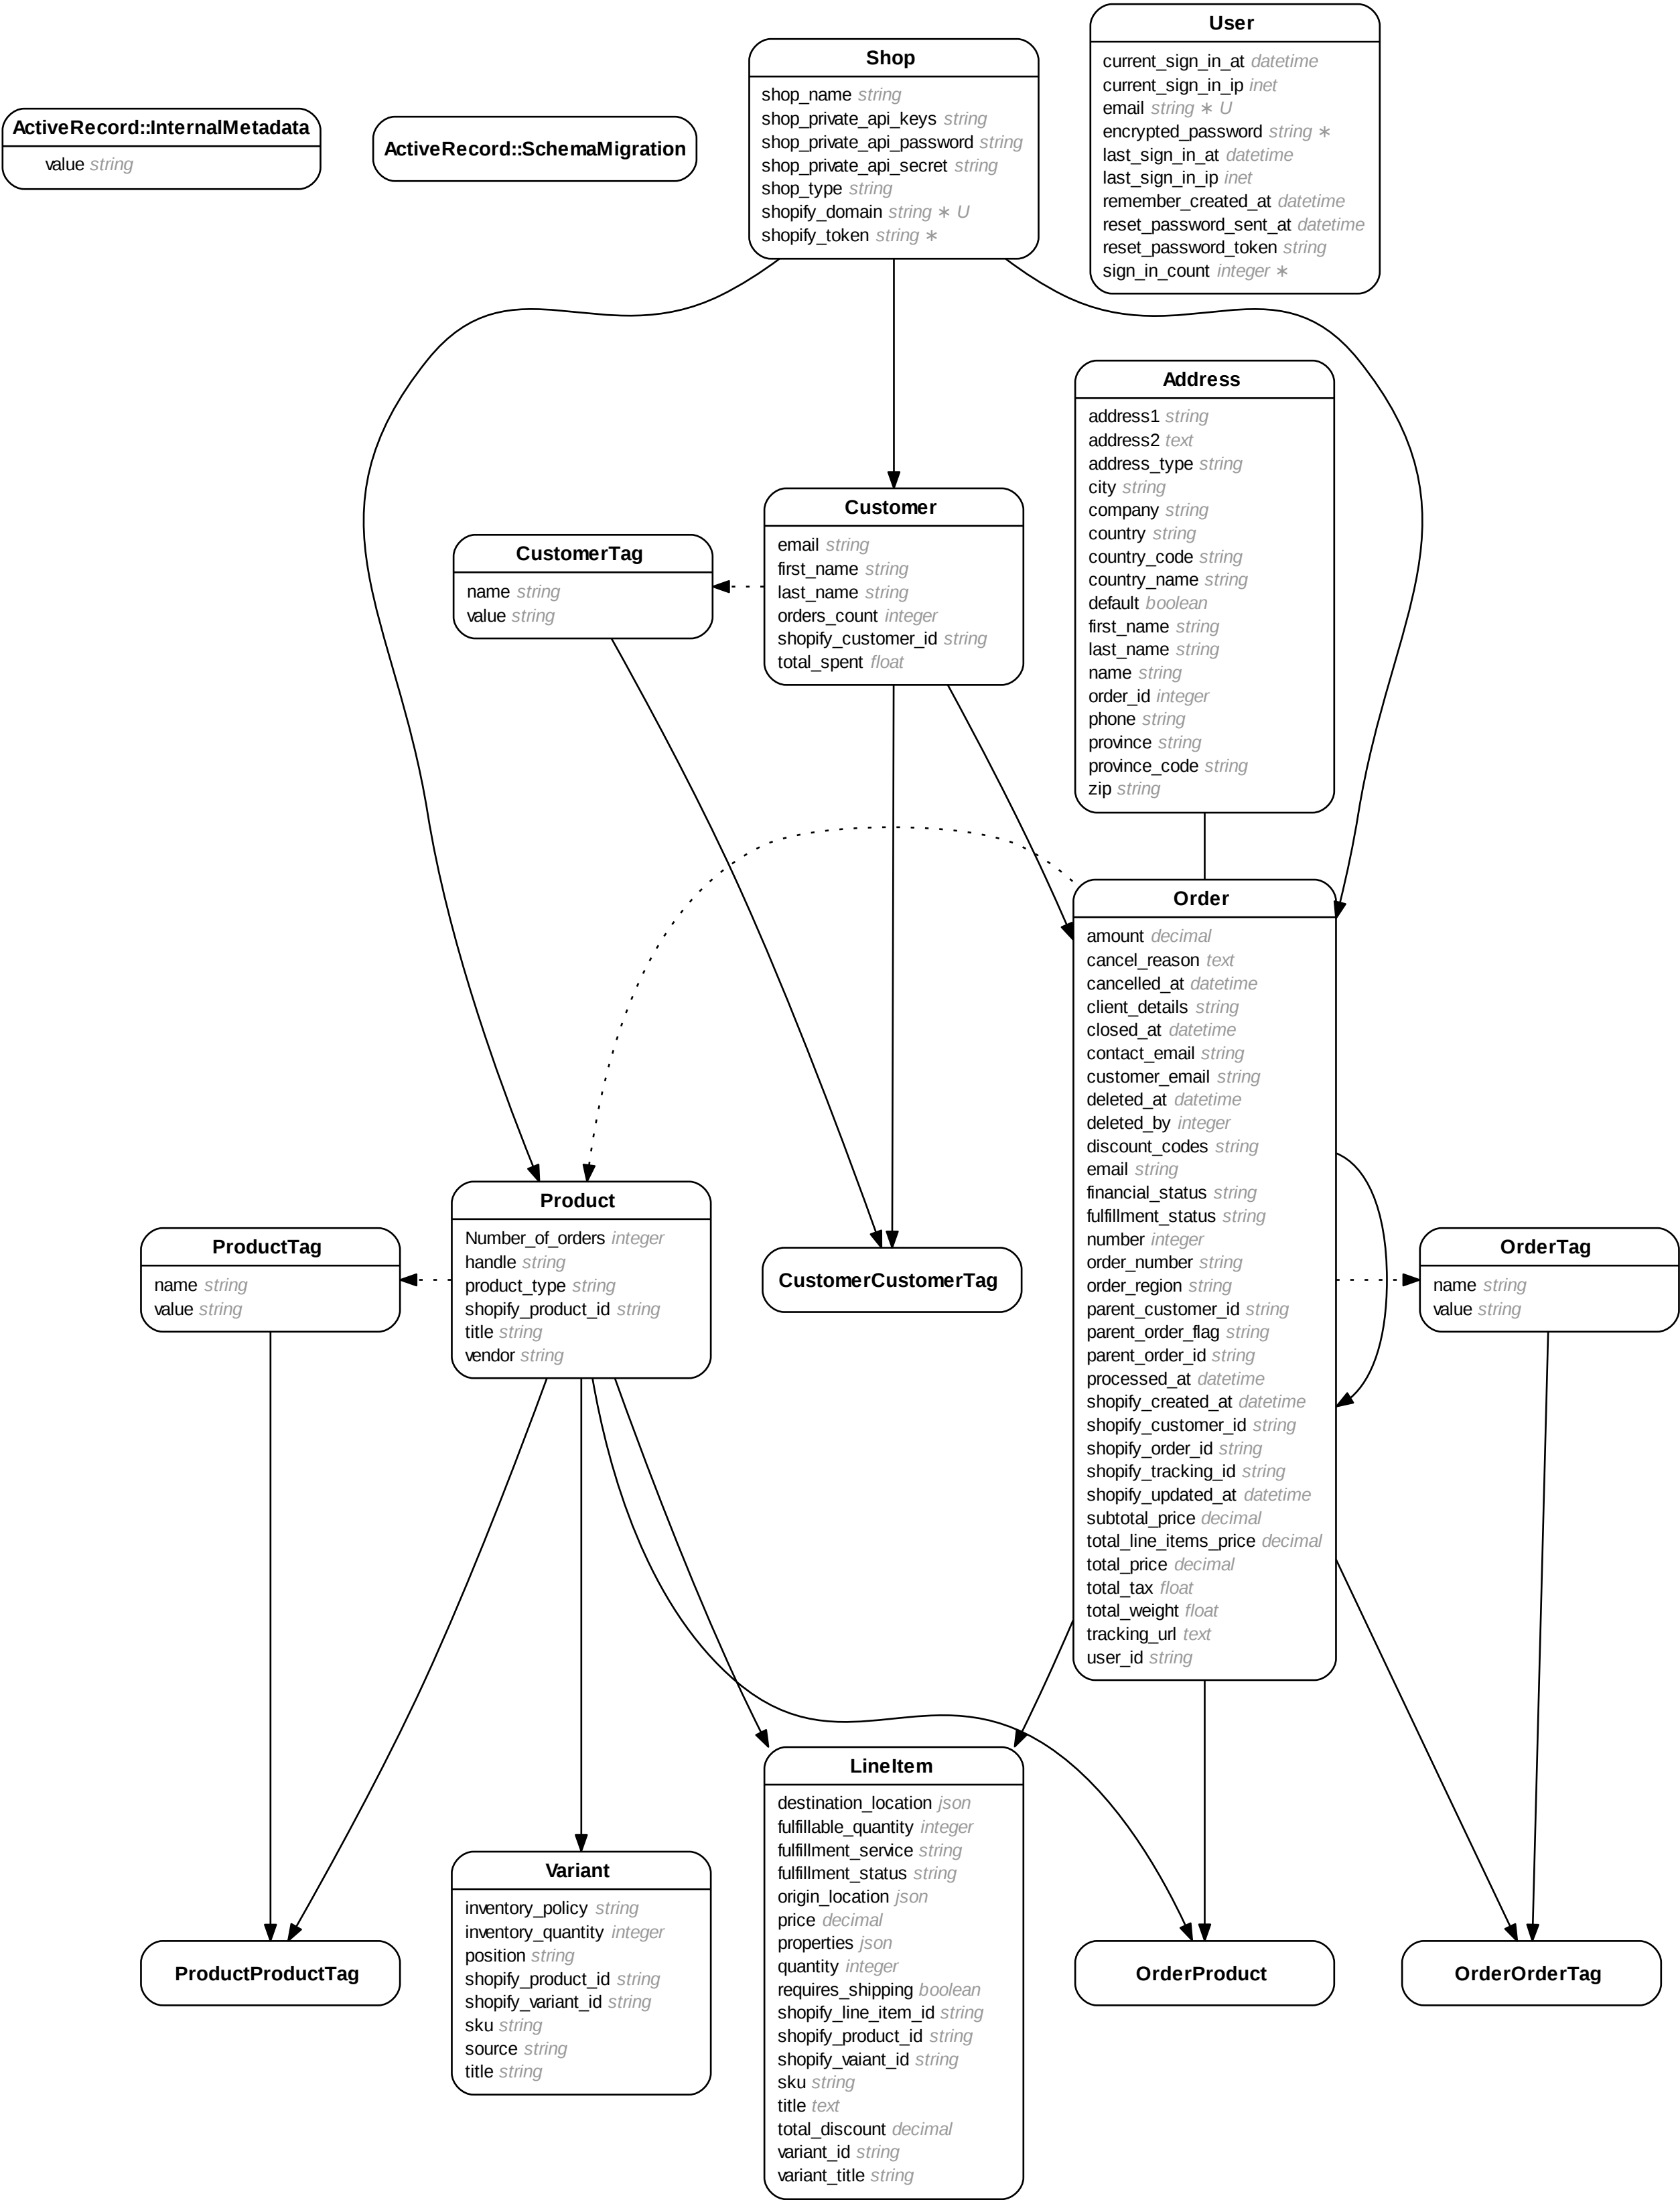 User
current_sign_in_at datetime
current_sign_in_ip inet
email string ∗ U
encrypted_password string ∗
last_sign_in_at datetime
last_sign_in_ip inet
remember_created_at datetime
reset_password_sent_at datetime
reset_password_token string
sign_in_count integer ∗
Shop
shop_name string
shop_private_api_keys string
shop_private_api_password string
shop_private_api_secret string
shop_type string
shopify_domain string ∗ U
shopify_token string ∗
ActiveRecord::InternalMetadata
value string
ActiveRecord::SchemaMigration
Address
address1 string
address2 text
address_type string
city string
company string
country string
country_code string
country_name string
default boolean
first_name string
last_name string
name string
order_id integer
phone string
province string
province_code string
zip string
Customer
email string
first_name string
last_name string
orders_count integer
shopify_customer_id string
total_spent float
CustomerTag
name string
value string
Order
amount decimal
cancel_reason text
cancelled_at datetime
client_details string
closed_at datetime
contact_email string
customer_email string
deleted_at datetime
deleted_by integer
discount_codes string
email string
financial_status string
fulfillment_status string
number integer
order_number string
order_region string
parent_customer_id string
parent_order_flag string
parent_order_id string
processed_at datetime
shopify_created_at datetime
shopify_customer_id string
shopify_order_id string
shopify_tracking_id string
shopify_updated_at datetime
subtotal_price decimal
total_line_items_price decimal
total_price decimal
total_tax float
total_weight float
tracking_url text
user_id string
Product
Number_of_orders integer
handle string
product_type string
shopify_product_id string
title string
vendor string
ProductTag
name string
value string
CustomerCustomerTag
OrderTag
name string
value string
LineItem
destination_location json
fulfillable_quantity integer
fulfillment_service string
fulfillment_status string
origin_location json
price decimal
properties json
quantity integer
requires_shipping boolean
shopify_line_item_id string
shopify_product_id string
shopify_vaiant_id string
sku string
title text
total_discount decimal
variant_id string
variant_title string
Variant
inventory_policy string
inventory_quantity integer
position string
shopify_product_id string
shopify_variant_id string
sku string
source string
title string
ProductProductTag
OrderProduct
OrderOrderTag